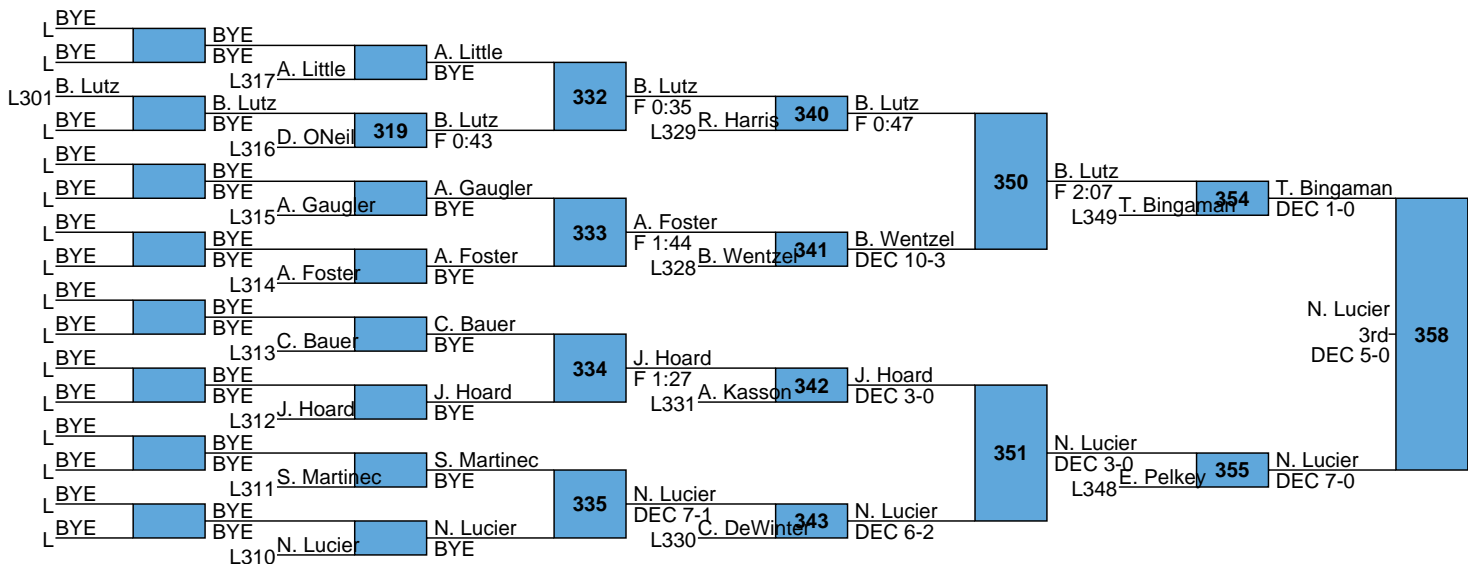 BYE
L
BYE
L
BYE
BYE
L317 A. Little
A. Little
BYE
L301 B. Lutz
BYE
L
B. Lutz
BYE
L316 D. ONeil
319
B. Lutz
F 0:43
332
B. Lutz
F 0:35
L329 R. Harris
340
B. Lutz
F 0:47
BYE
L
BYE
L
BYE
BYE
L315 A. Gaugler
A. Gaugler
BYE
BYE
L
BYE
L
BYE
BYE
L314 A. Foster
A. Foster
BYE
333
A. Foster
F 1:44
L328 B. Wentzel
341
B. Wentzel
DEC 10-3
350
B. Lutz
F 2:07
L349 T. Bingaman
354
T. Bingaman
DEC 1-0
BYE
L
BYE
L
BYE
BYE
L313 C. Bauer
C. Bauer
BYE
BYE
L
BYE
L
BYE
BYE
L312 J. Hoard
J. Hoard
BYE
334
J. Hoard
F 1:27
L331 A. Kasson
342
J. Hoard
DEC 3-0
BYE
L
BYE
L
BYE
BYE
L311 S. Martinec
S. Martinec
BYE
BYE
L
BYE
L
BYE
BYE
L310 N. Lucier
N. Lucier
BYE
335
N. Lucier
DEC 7-1
L330 C. DeWinter
343
N. Lucier
DEC 6-2
351
N. Lucier
DEC 3-0
L348 E. Pelkey
355
N. Lucier
DEC 7-0
358
N. Lucier
3rd
DEC 5-0